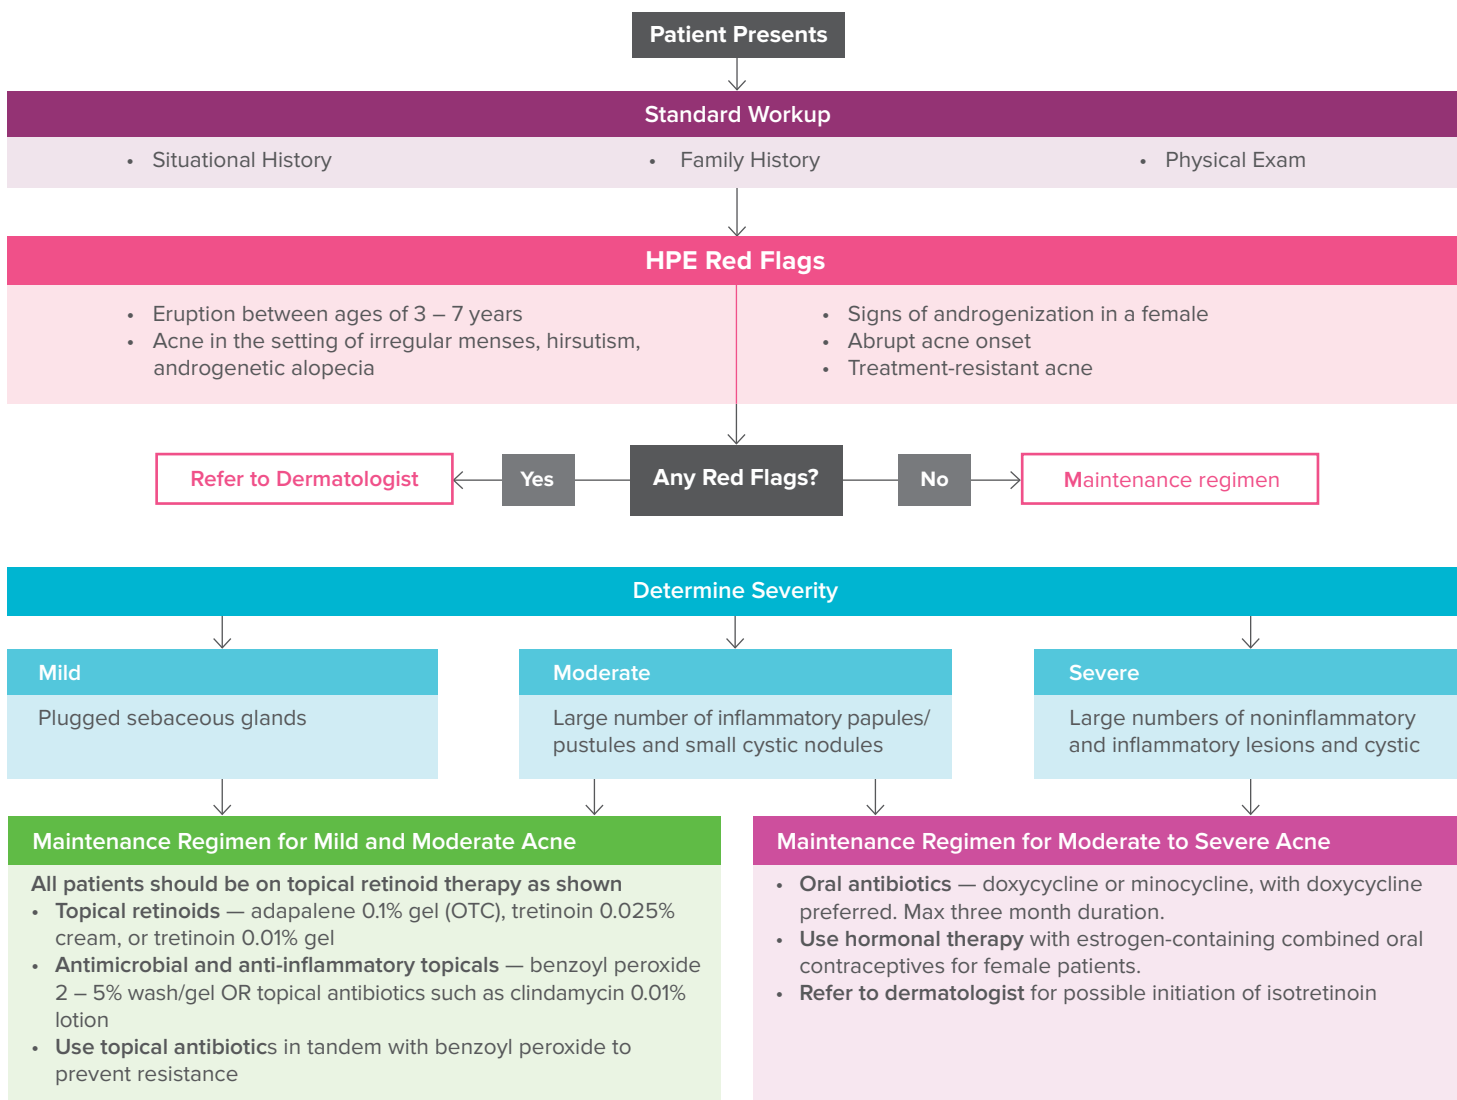 Patient Presents
Standard Workup
• Situational History
• Family History
• Physical Exam
HPE Red Flags
• Eruption between ages of 3 – 7 years
• Acne in the setting of irregular menses, hirsutism,
androgenetic alopecia
• Signs of androgenization in a female
• Abrupt acne onset
• Treatment-resistant acne
Refer to Dermatologist
Yes
Any Red Flags?
No
Maintenance regimen
Determine Severity
Mild
Plugged sebaceous glands
Moderate
Large number of inflammatory papules/
pustules and small cystic nodules
Severe
Large numbers of noninflammatory
and inflammatory lesions and cystic
Maintenance Regimen for Mild and Moderate Acne
All patients should be on topical retinoid therapy as shown
• Topical retinoids — adapalene 0.1% gel (OTC), tretinoin 0.025%
cream, or tretinoin 0.01% gel
• Antimicrobial and anti-inflammatory topicals — benzoyl peroxide
2 – 5% wash/gel OR topical antibiotics such as clindamycin 0.01%
lotion
• Use topical antibiotics in tandem with benzoyl peroxide to
prevent resistance
Maintenance Regimen for Moderate to Severe Acne
• Oral antibiotics — doxycycline or minocycline, with doxycycline
preferred. Max three month duration.
• Use hormonal therapy with estrogen-containing combined oral
contraceptives for female patients.
• Refer to dermatologist for possible initiation of isotretinoin